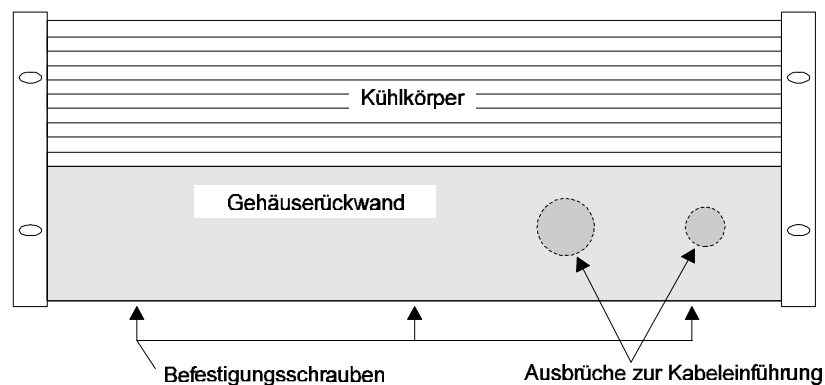 Kühlkörper
Gehäuserückwand
Befestigungsschrauben
Ausbrüche zur Kabeleinführung